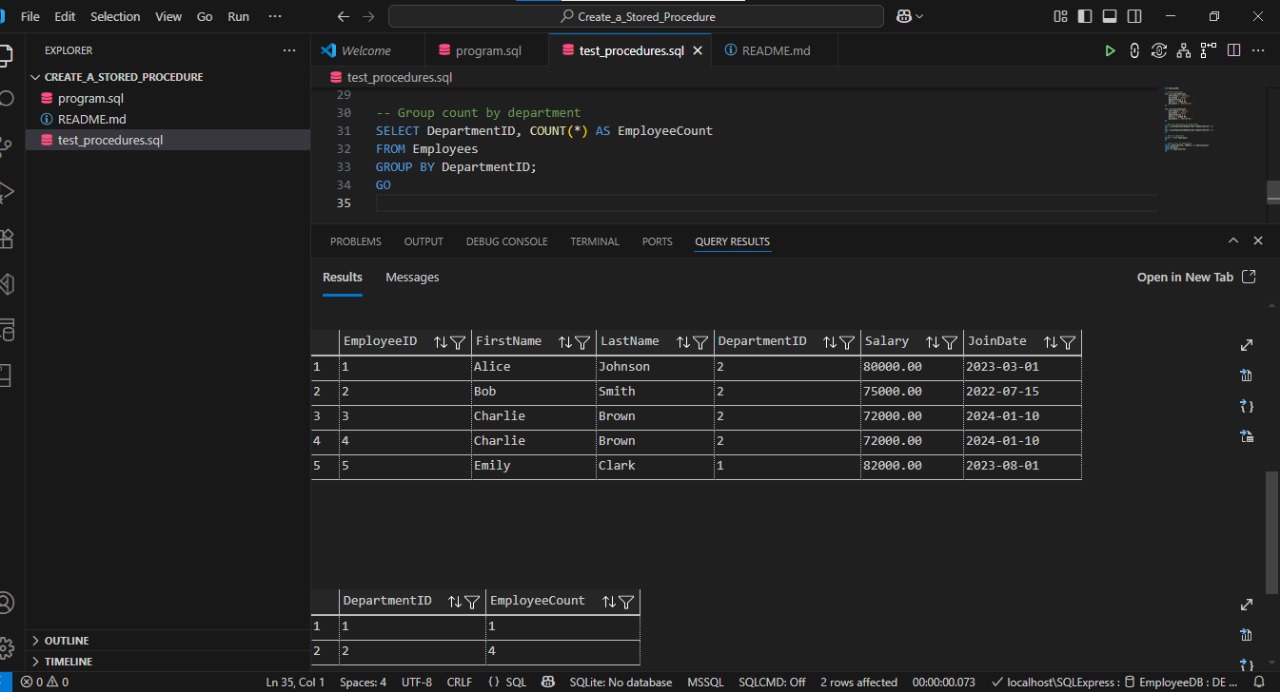 File Edit Selection View Go Run ··· Create_a_Stored_Procedure
EXPLORER ···
Welcome program.sql test_procedures.sql README.md
CREATE_A_STORED_PROCEDURE
test_procedures.sql
program.sql
README.md
test_procedures.sql
29
30 -- Group count by department
31 SELECT DepartmentID, COUNT(*) AS EmployeeCount
32 FROM Employees
33 GROUP BY DepartmentID;
34 GO
35
PROBLEMS OUTPUT DEBUG CONSOLE TERMINAL PORTS QUERY RESULTS
Results Messages Open in New Tab
EmployeeID FirstName LastName DepartmentID Salary JoinDate
1 1 Alice Johnson 2 80000.00 2023-03-01
2 2 Bob Smith 2 75000.00 2022-07-15
3 3 Charlie Brown 2 72000.00 2024-01-10
4 4 Charlie Brown 2 72000.00 2024-01-10
5 5 Emily Clark 1 82000.00 2023-08-01
DepartmentID EmployeeCount
1 1 1
2 2 4
OUTLINE
TIMELINE
0 0 Ln 35, Col 1 Spaces: 4 UTF-8 CRLF {} SQL SQLite: No database MSSQL SQLCMD: Off 2 rows affected 00:00:00.073 localhost\SQLExpress : EmployeeDB : DE ...